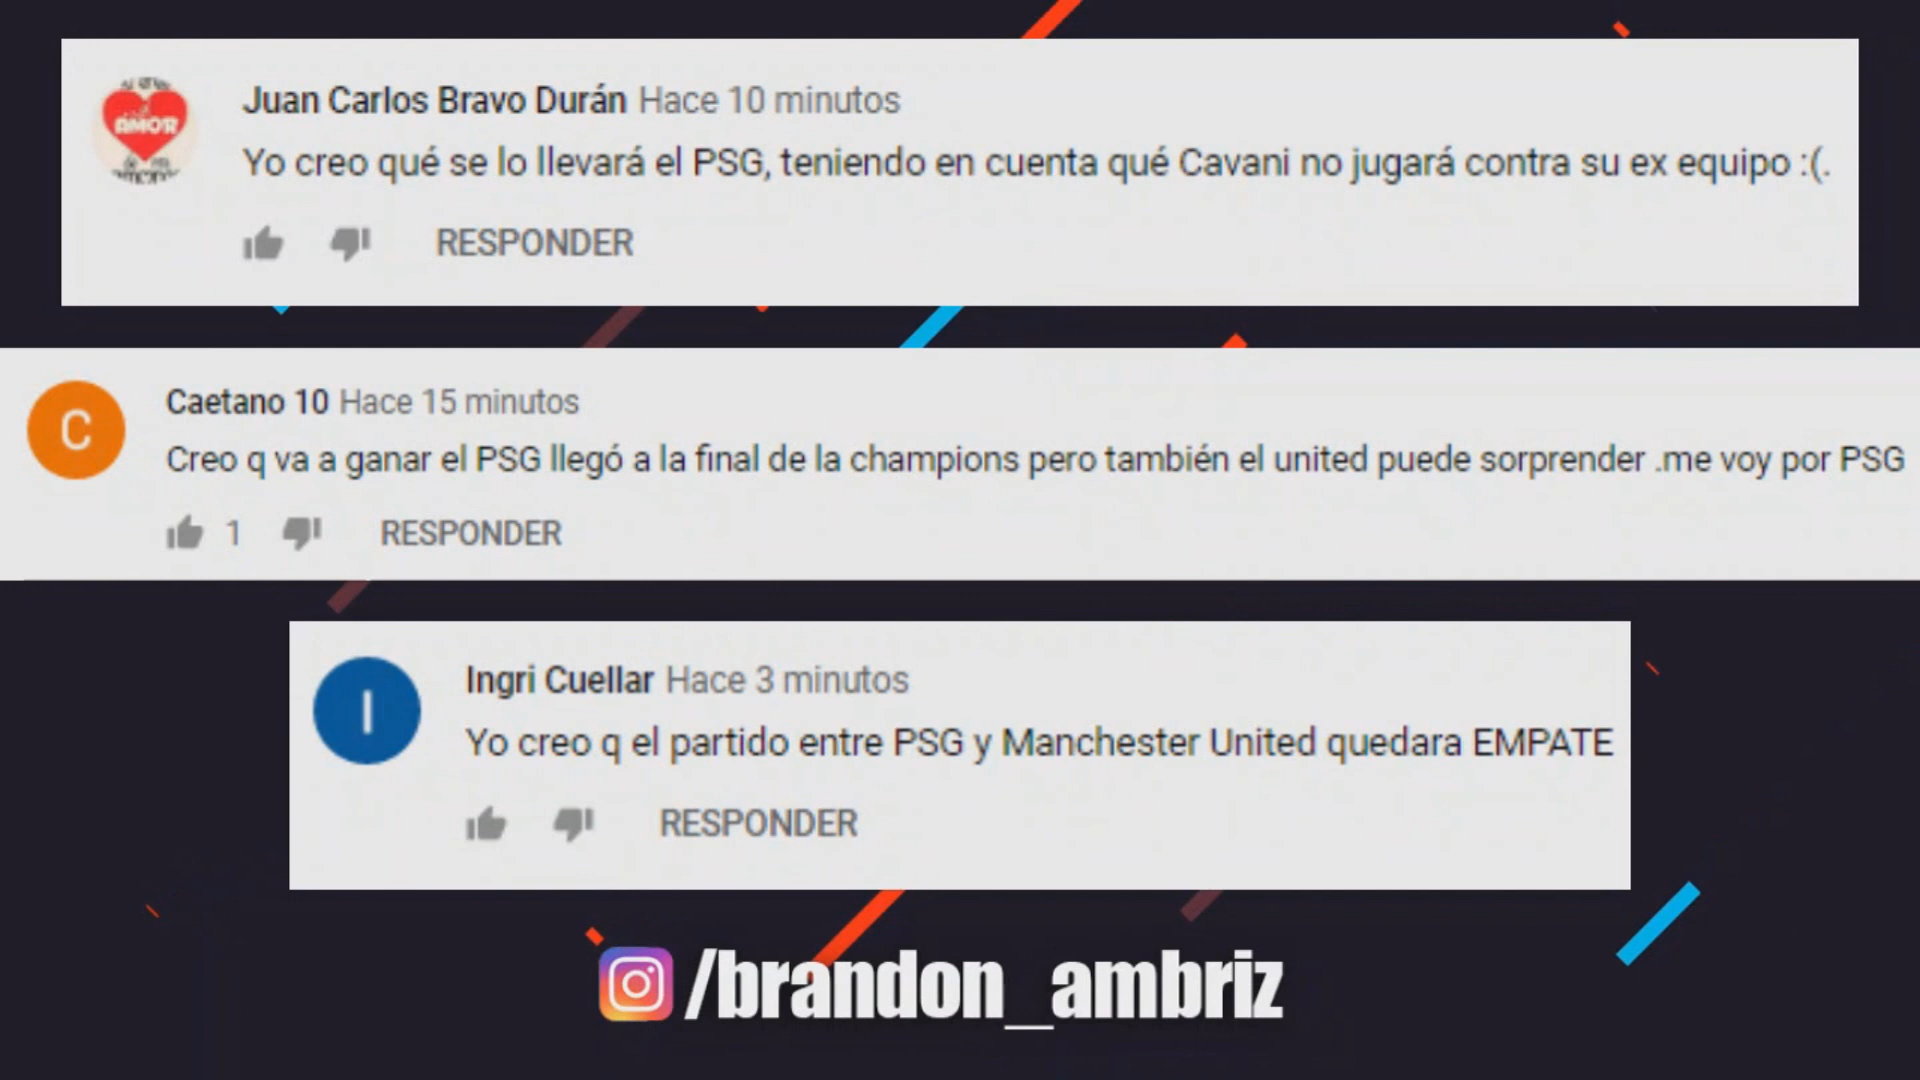 AMOR
Juan Carlos Bravo Durán Hace 10 minutos
Yo creo qué se lo llevará el PSG, teniendo en cuenta qué Cavani no jugará contra su ex equipo :(.
RESPONDER
C
Caetano 10 Hace 15 minutos
Creo q va a ganar el PSG llegó a la final de la champions pero también el united puede sorprender .me voy por PSG
1 RESPONDER
I
Ingri Cuellar Hace 3 minutos
Yo creo q el partido entre PSG y Manchester United quedara EMPATE
RESPONDER
/brandon_ambriz